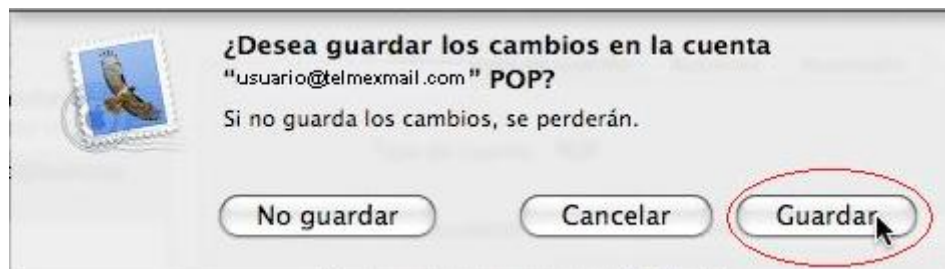 ¿Desea guardar los cambios en la cuenta
"usuario@telmexmail.com" POP?
Si no guarda los cambios, se perderán.
No guardar Cancelar Guardar